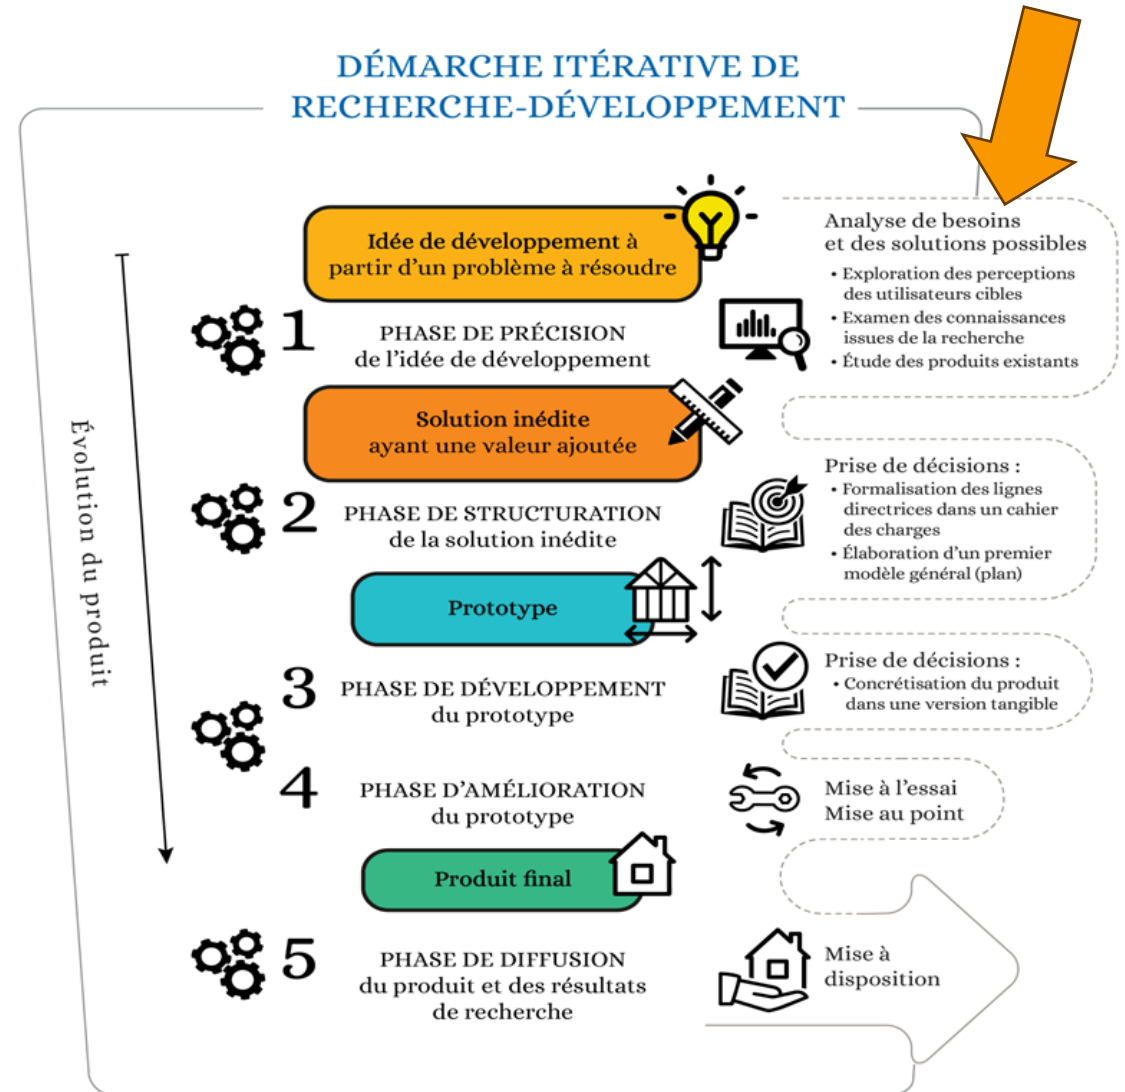 DÉMARCHE ITÉRATIVE DE
RECHERCHE-DÉVELOPPEMENT
Évolution du produit
Idée de développement à
partir d’un problème à résoudre
1
PHASE DE PRÉCISION
de l’idée de développement
Analyse de besoins
et des solutions possibles
• Exploration des perceptions
des utilisateurs cibles
• Examen des connaissances
issues de la recherche
• Étude des produits existants
Solution inédite
ayant une valeur ajoutée
2
PHASE DE STRUCTURATION
de la solution inédite
Prise de décisions :
• Formalisation des lignes
directrices dans un cahier
des charges
• Élaboration d’un premier
modèle général (plan)
Prototype
3
PHASE DE DÉVELOPPEMENT
du prototype
Prise de décisions :
• Concrétisation du produit
dans une version tangible
4
PHASE D’AMÉLIORATION
du prototype
Mise à l’essai
Mise au point
Produit final
5
PHASE DE DIFFUSION
du produit et des résultats
de recherche
Mise à
disposition